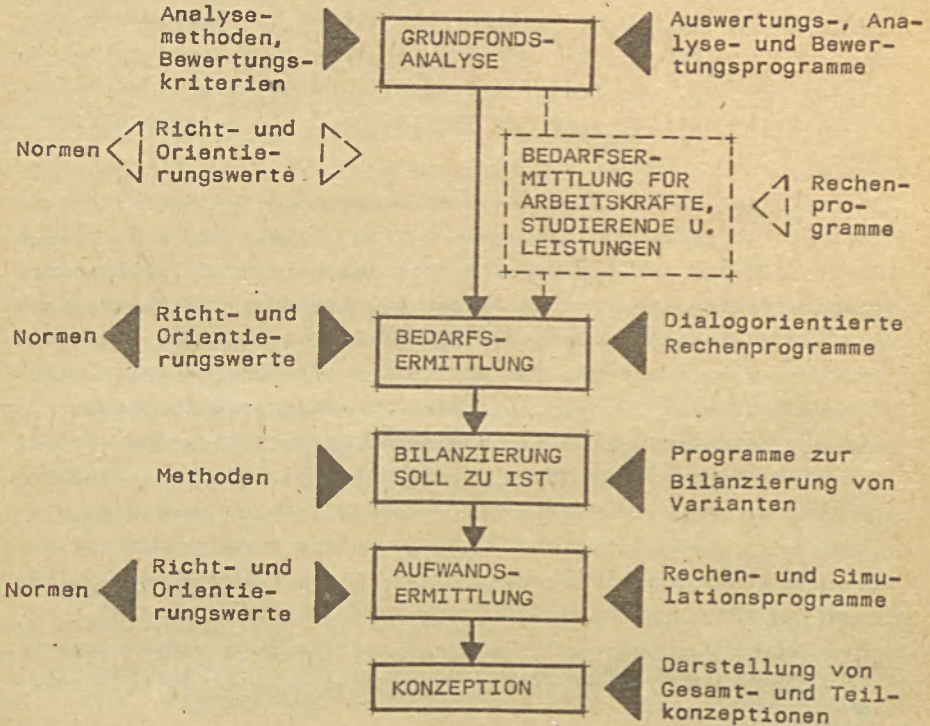 Analyse-
methoden,
Bewertungs-
kriterien
GRUNDFONDS-
ANALYSE
Auswertungs-, Ana-
lyse- und Bewer-
tungsprogramme
Normen
Richt- und
Orientie-
rungswerte
BEDARFSER-
MITTLUNG FÜR
ARBEITSKRÄFTE,
STUDIERENDE U.
LEISTUNGEN
Rechen-
pro-
gramme
Normen
Richt- und
Orientie-
rungswerte
BEDARFS-
ERMITTLUNG
Dialogorientierte
Rechenprogramme
Methoden
BILANZIERUNG
SOLL ZU IST
Programme zur
Bilanzierung von
Varianten
Normen
Richt- und
Orientie-
rungswerte
AUFWANDS-
ERMITTLUNG
Rechen- und Simu-
lationsprogramme
KONZEPTION
Darstellung von
Gesamt- und Teil-
konzeptionen